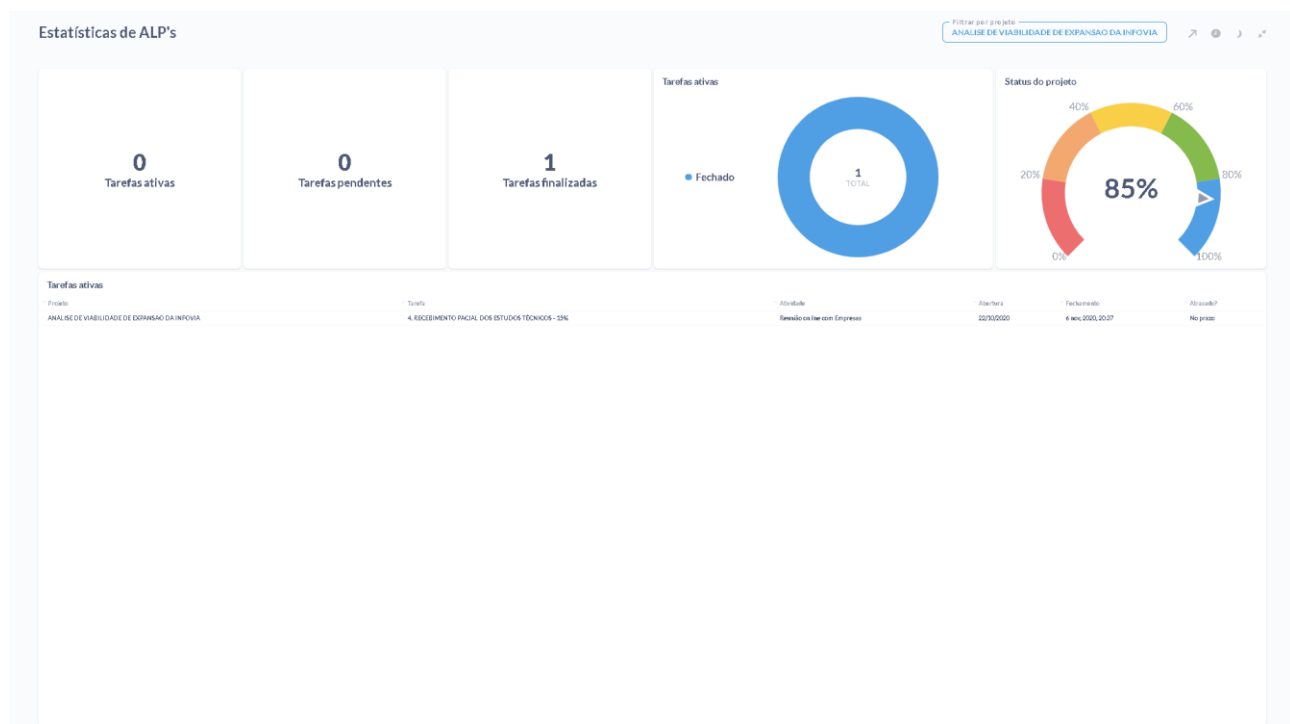 Estatísticas de ALP's
Filtrar por projeto
ANALISE DE VIABILIDADE DE EXPANSAO DA INFOVIA
0
Tarefas ativas
0
Tarefas pendentes
1
Tarefas finalizadas
Tarefas ativas
Fechado
1
TOTAL
Status do projeto
0%
20%
40%
60%
80%
100%
85%
Tarefas ativas
Projeto Tarefa Atividade Abertura Fechamento Atrasado?
ANALISE DE VIABILIDADE DE EXPANSAO DA INFOVIA 4. RECEBIMENTO PACIAL DOS ESTUDOS TÉCNICOS - 15% Reunião on line com Empresas 22/10/2020 6 nov, 2020, 20:37 No prazo